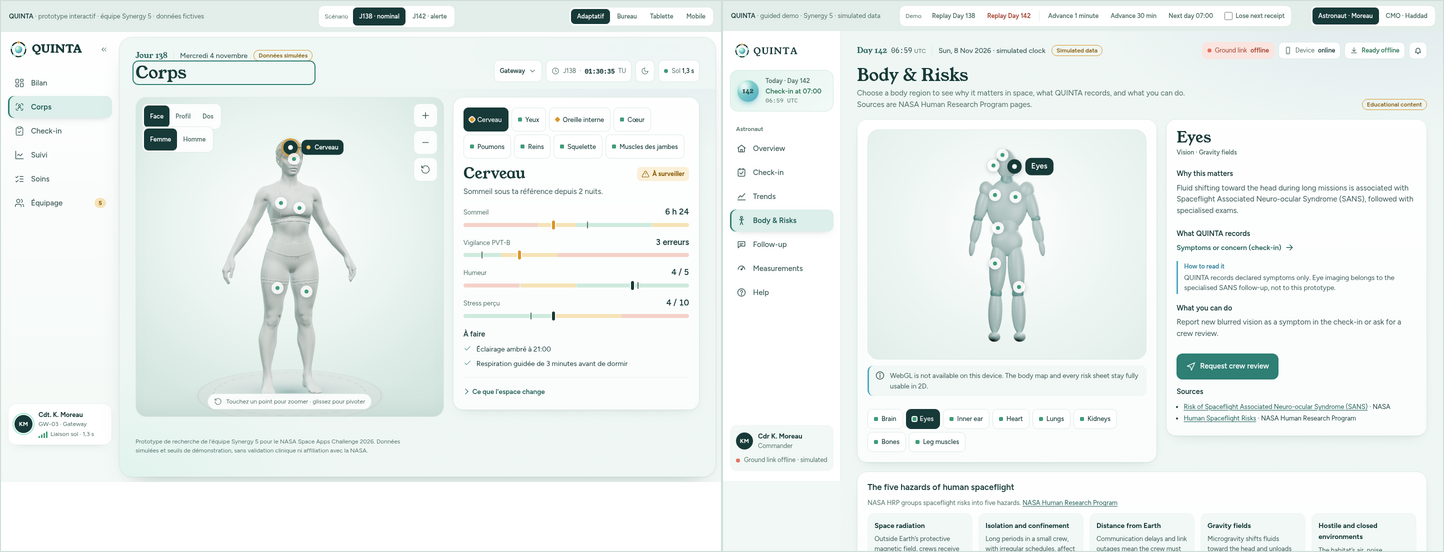 QUINTA · prototype interactif · équipe Synergy 5 · données fictives
Scénario
J138 · nominal
J142 · alerte
Adaptatif
Bureau
Tablette
Mobile
QUINTA
«
Bilan
Corps
Check-in
Suivi
Soins
Équipage
5
KM
Cdt. K. Moreau
GW-03 · Gateway
Liaison sol · 1,3 s
Jour 138
Mercredi 4 novembre
Données simulées
Corps
Gateway
J138 · 01:30:35 TU
Sol 1,3 s
Face
Profil
Dos
Femme
Homme
Cerveau
Touchez un point pour zoomer · glissez pour pivoter
Cerveau
Yeux
Oreille interne
Cœur
Poumons
Reins
Squelette
Muscles des jambes
Cerveau
À surveiller
Sommeil sous ta référence depuis 2 nuits.
Sommeil
6 h 24
Vigilance PVT-B
3 erreurs
Humeur
4 / 5
Stress perçu
4 / 10
À faire
Éclairage ambré à 21:00
Respiration guidée de 3 minutes avant de dormir
Ce que l'espace change
Prototype de recherche de l'équipe Synergy 5 pour le NASA Space Apps Challenge 2026. Données
simulées et seuils de démonstration, sans validation clinique ni affiliation avec la NASA.
QUINTA · guided demo · Synergy 5 · simulated data
Demo
Replay Day 138
Replay Day 142
Advance 1 minute
Advance 30 min
Next day 07:00
Lose next receipt
Astronaut · Moreau
CMO · Haddad
QUINTA
142
Today · Day 142
Check-in at 07:00
06:59 UTC
Astronaut
Overview
Check-in
Trends
Body & Risks
Follow-up
Measurements
Help
KM
Cdr K. Moreau
Commander
Ground link offline · simulated
Day 142 06:59 UTC
Sun, 8 Nov 2026 · simulated clock
Simulated data
Ground link offline
Device online
Ready offline
Body & Risks
Choose a body region to see why it matters in space, what QUINTA records, and what you can do.
Sources are NASA Human Research Program pages.
Educational content
Eyes
WebGL is not available on this device. The body map and every risk sheet stay fully
usable in 2D.
Brain
Eyes
Inner ear
Heart
Lungs
Kidneys
Bones
Leg muscles
Eyes
Vision · Gravity fields
Why this matters
Fluid shifting toward the head during long missions is associated with
Spaceflight Associated Neuro-ocular Syndrome (SANS), followed with
specialised exams.
What QUINTA records
Symptoms or concern (check-in) →
How to read it
QUINTA records declared symptoms only. Eye imaging belongs to the
specialised SANS follow-up, not to this prototype.
What you can do
Report new blurred vision as a symptom in the check-in or ask for a
crew review.
Request crew review
Sources
• Risk of Spaceflight Associated Neuro-ocular Syndrome (SANS) · NASA
• Human Spaceflight Risks · NASA Human Research Program
The five hazards of human spaceflight
NASA HRP groups spaceflight risks into five hazards. NASA Human Research Program
Space radiation
Outside Earth's protective
magnetic field, crews receive
Isolation and confinement
Long periods in a small crew,
with irregular schedules, affect
Distance from Earth
Communication delays and link
outages mean the crew must
Gravity fields
Microgravity shifts fluids
toward the head and unloads
Hostile and closed
environments
The habitat's air, noise,